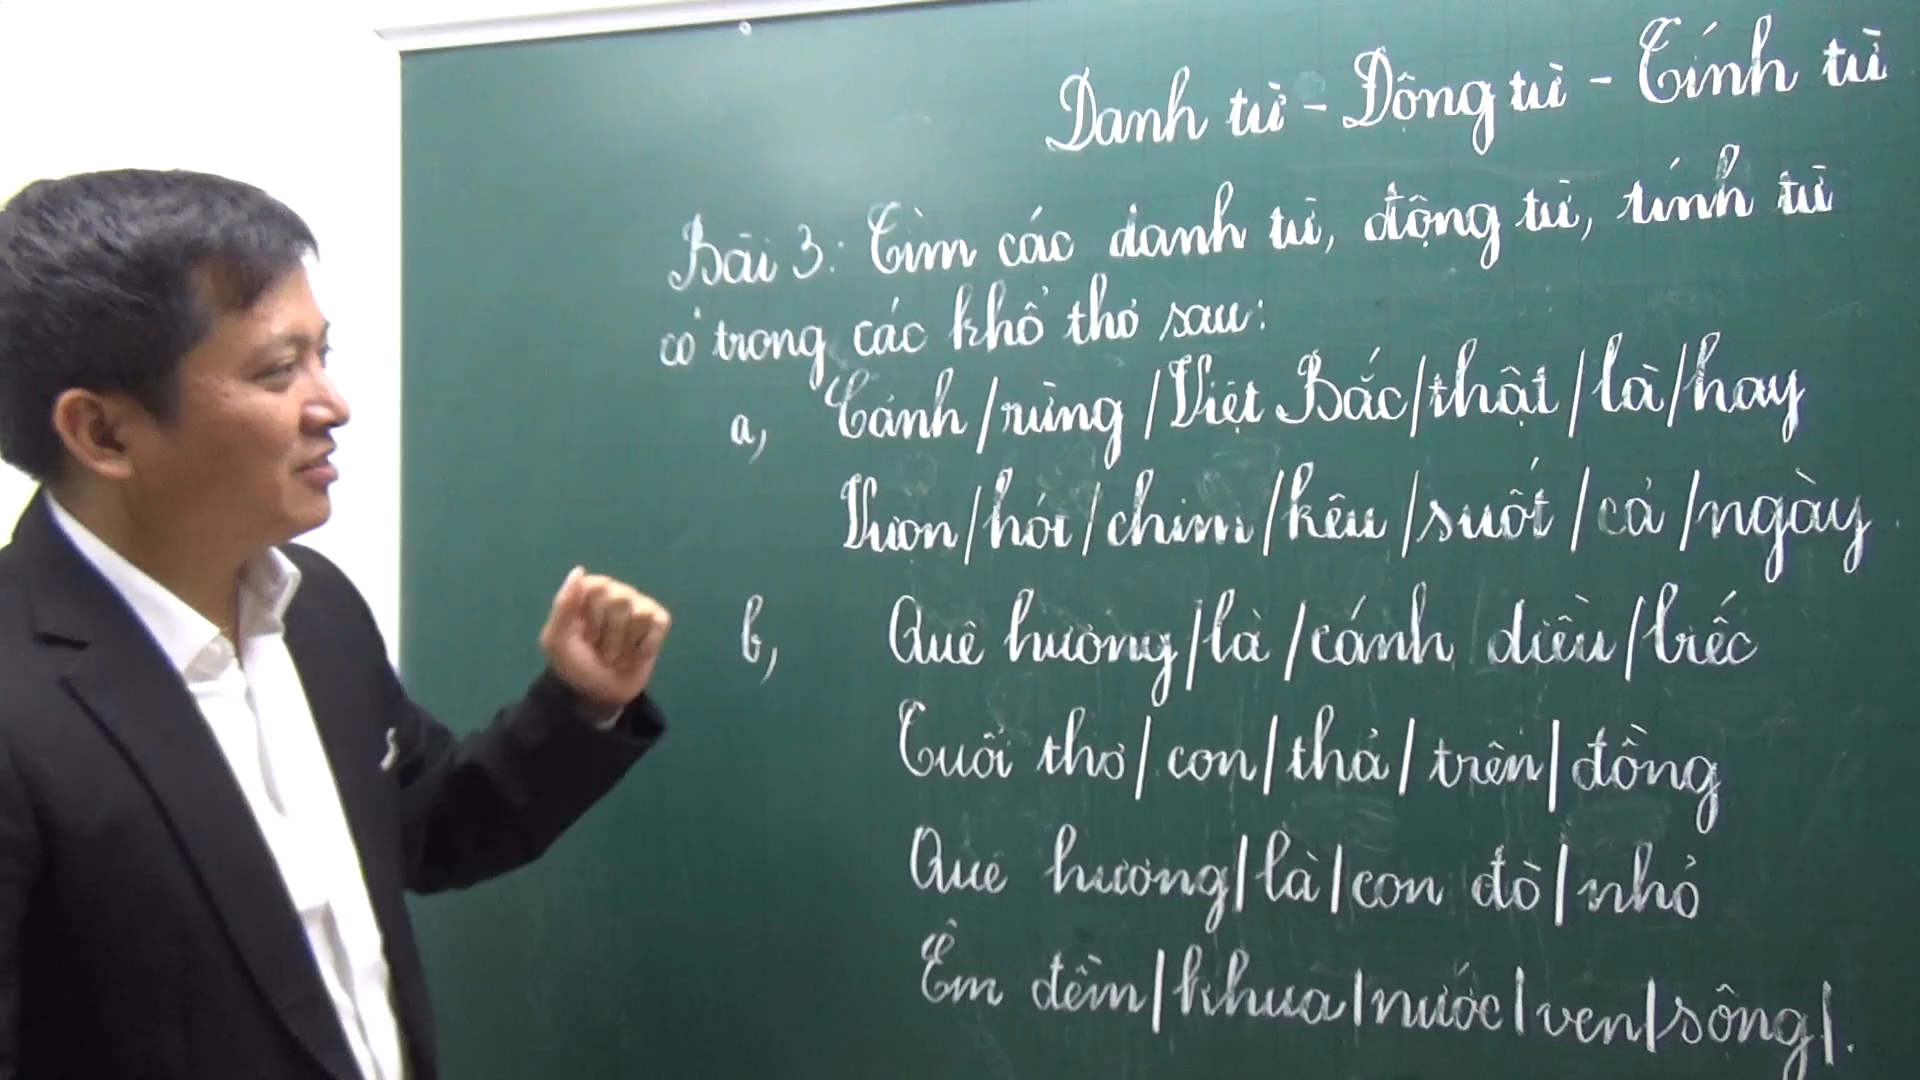 Danh từ - Động từ - Tính từ
Bài 3: Tìm các danh từ, động từ, tính từ
có trong các khổ thơ sau:
a, Cảnh/rừng/Việt Bắc/thật/là/hay
Vượn/hót/chim/kêu/suốt/cả/ngày.
b, Quê hương/là/cánh diều/biếc
Tuổi thơ/con/thả/trên/đồng
Quê hương/là/con đò/nhỏ
Êm đềm/khua/nước/ven/sông/.